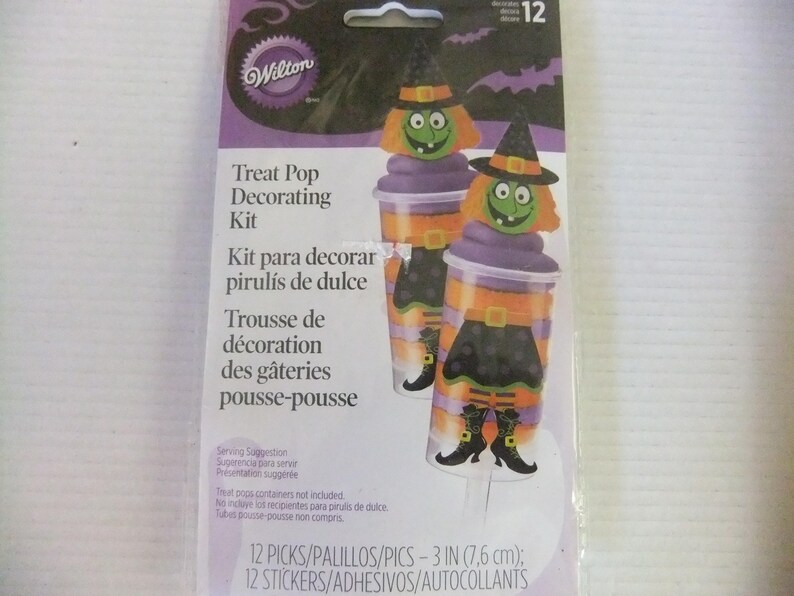 decorates
decora
décore
12
Wilton
Treat Pop
Decorating
Kit
Kit para decorar
pirulís de dulce
Trousse de
décoration
des gâteries
pousse-pousse
Serving Suggestion
Sugerencia para servir
Présentation suggérée
Treat pops containers not included.
No incluye los recipientes para pirulís de dulce.
Tubes pousse-pousse non compris.
12 PICKS/PALILLOS/PICS – 3 IN (7,6 cm);
12 STICKERS/ADHESIVOS/AUTOCOLLANTS